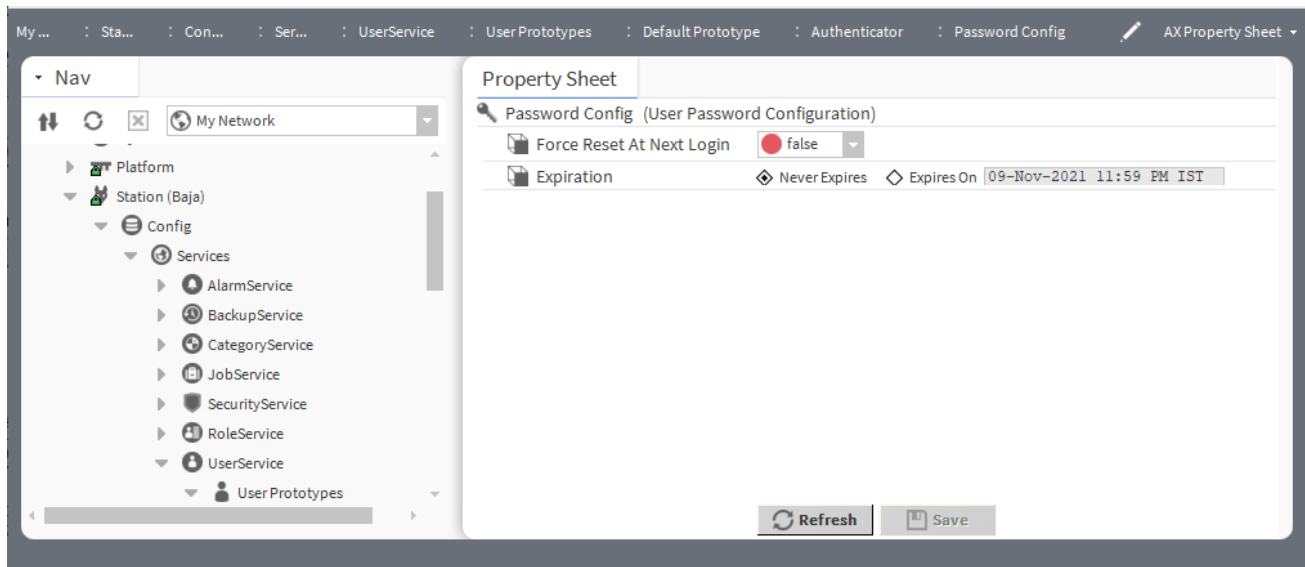 My ... : Sta... : Con... : Ser... : UserService : User Prototypes : Default Prototype : Authenticator : Password Config AX Property Sheet
Nav
My Network
Platform
Station (Baja)
Config
Services
AlarmService
BackupService
CategoryService
JobService
SecurityService
RoleService
UserService
User Prototypes
Property Sheet
Password Config (User Password Configuration)
Force Reset At Next Login false
Expiration Never Expires Expires On 09-Nov-2021 11:59 PM IST
Refresh Save